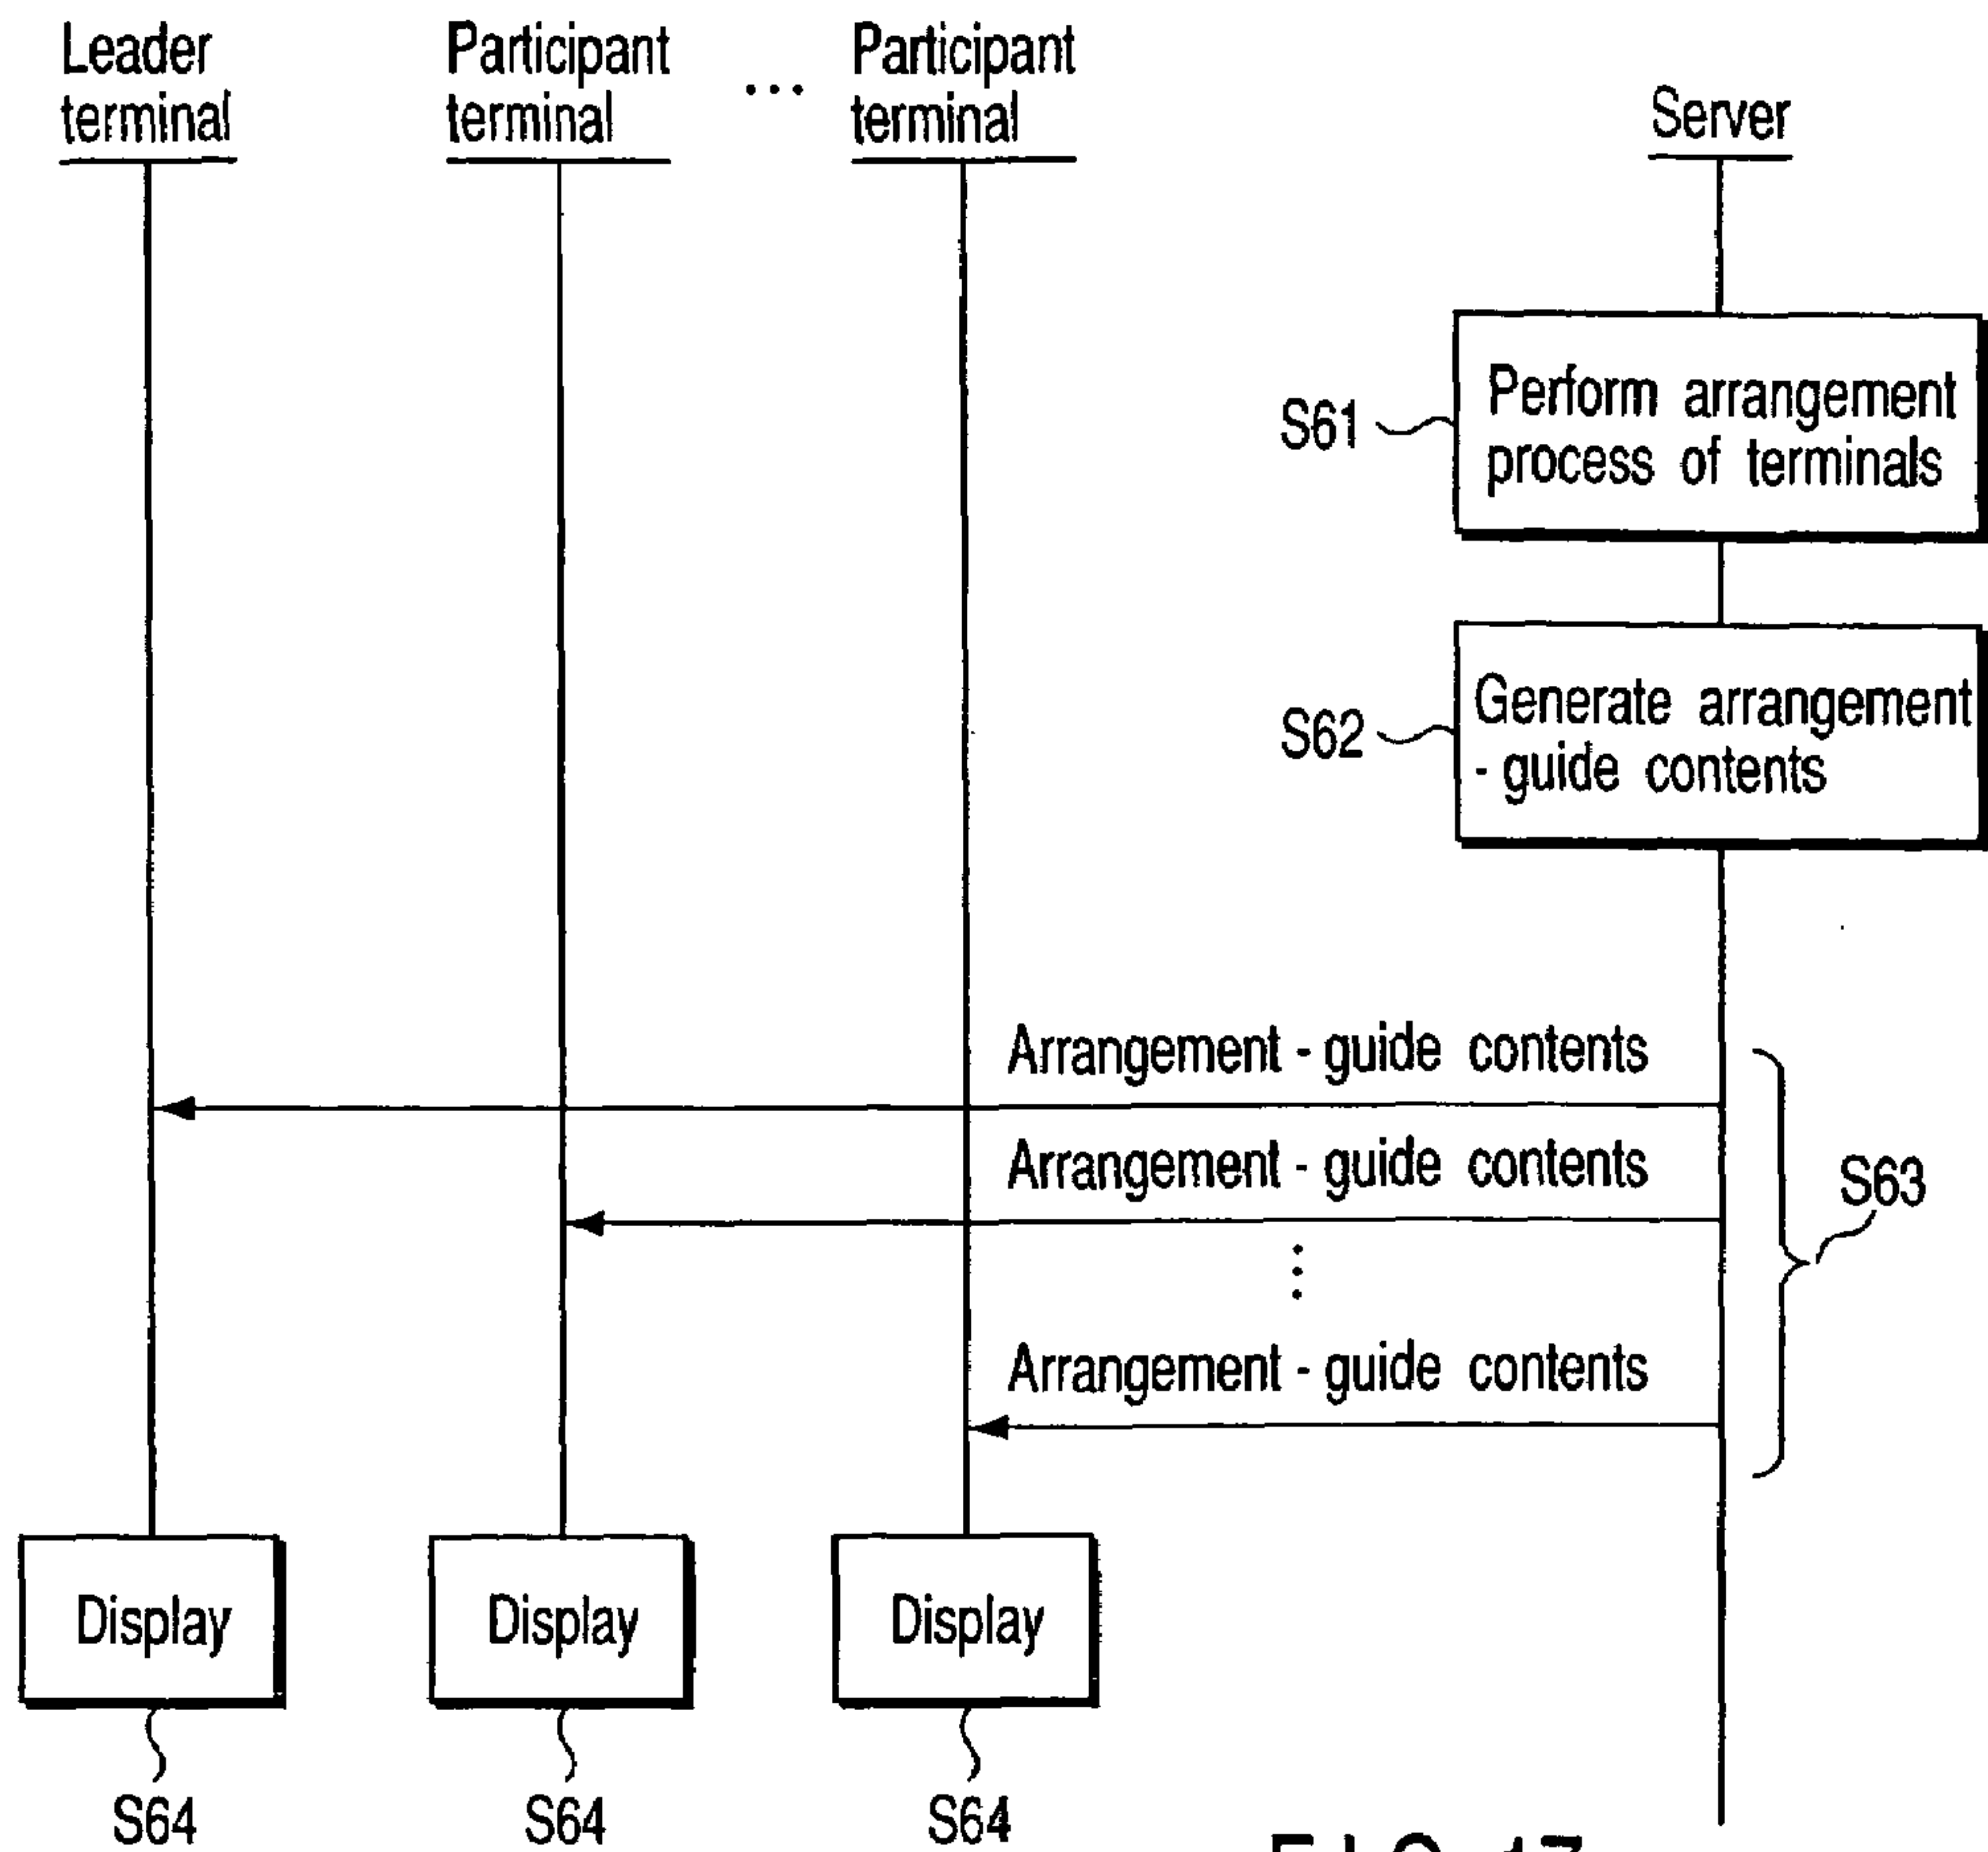 Leader
terminal
Participant
terminal
...
Participant
terminal
Server
S61
Perform arrangement
process of terminals
S62
Generate arrangement
- guide contents
Arrangement - guide contents
Arrangement - guide contents
S63
Arrangement - guide contents
Display
Display
Display
S64
S64
S64